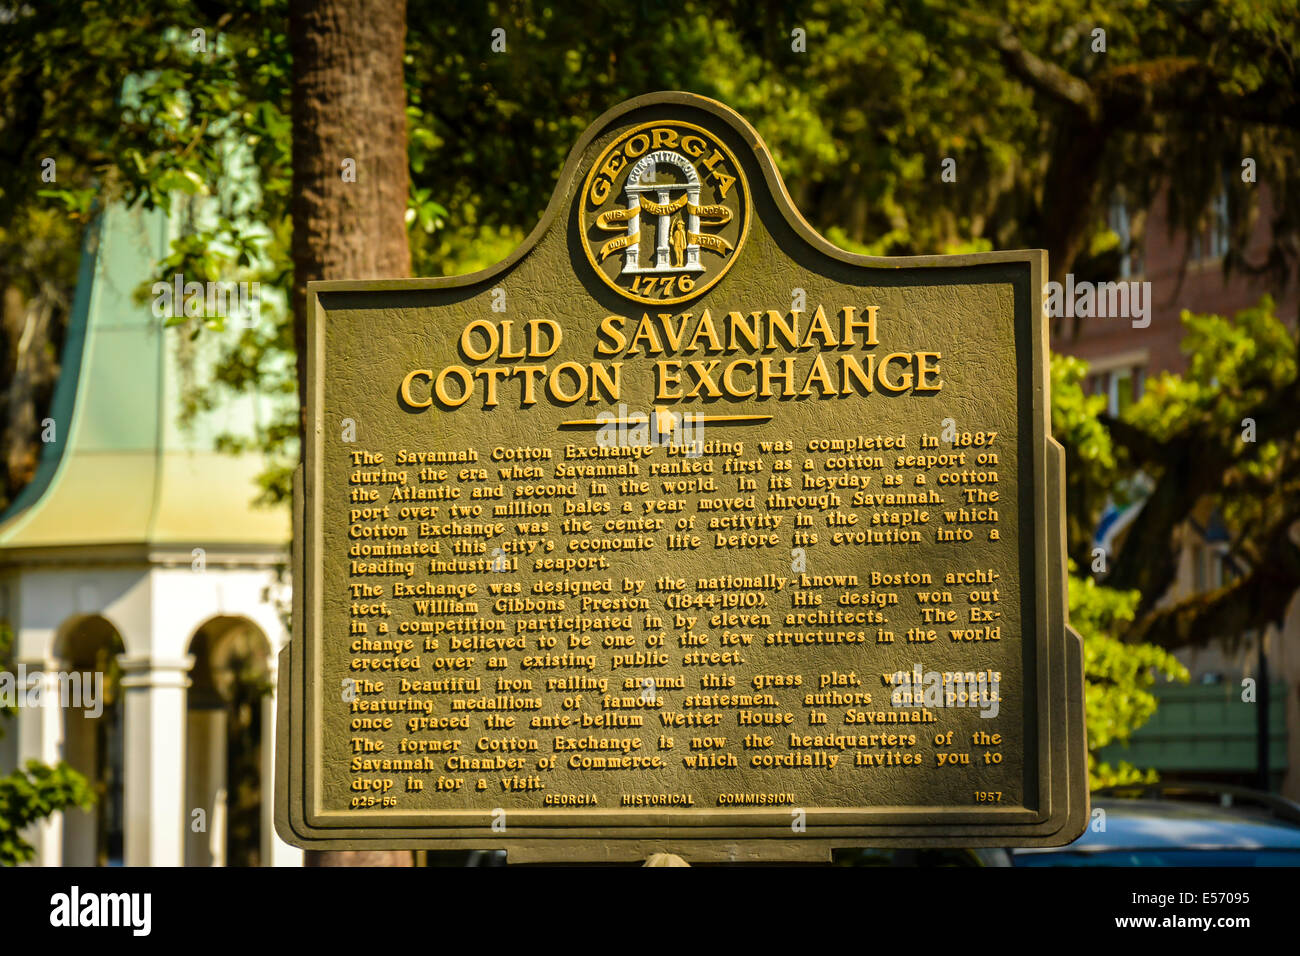 GEORGIA
CONSTITUTION
WISDOM JUSTICE MODERATION
1776
OLD SAVANNAH
COTTON EXCHANGE
The Savannah Cotton Exchange building was completed in 1887
during the era when Savannah ranked first as a cotton seaport on
the Atlantic and second in the world. In its heyday as a cotton
port over two million bales a year moved through Savannah. The
Cotton Exchange was the center of activity in the staple which
dominated this city's economic life before its evolution into a
leading industrial seaport.
The Exchange was designed by the nationally-known Boston archi-
tect, William Gibbons Preston (1844-1910). His design won out
in a competition participated in by eleven architects. The Ex-
change is believed to be one of the few structures in the world
erected over an existing public street.
The beautiful iron railing around this grass plat, with panels
featuring medallions of famous statesmen, authors and poets,
once graced the ante-bellum Wetter House in Savannah.
The former Cotton Exchange is now the headquarters of the
Savannah Chamber of Commerce, which cordially invites you to
drop in for a visit.
025-56 GEORGIA HISTORICAL COMMISSION 1957
alamy
Image ID: E57095
www.alamy.com